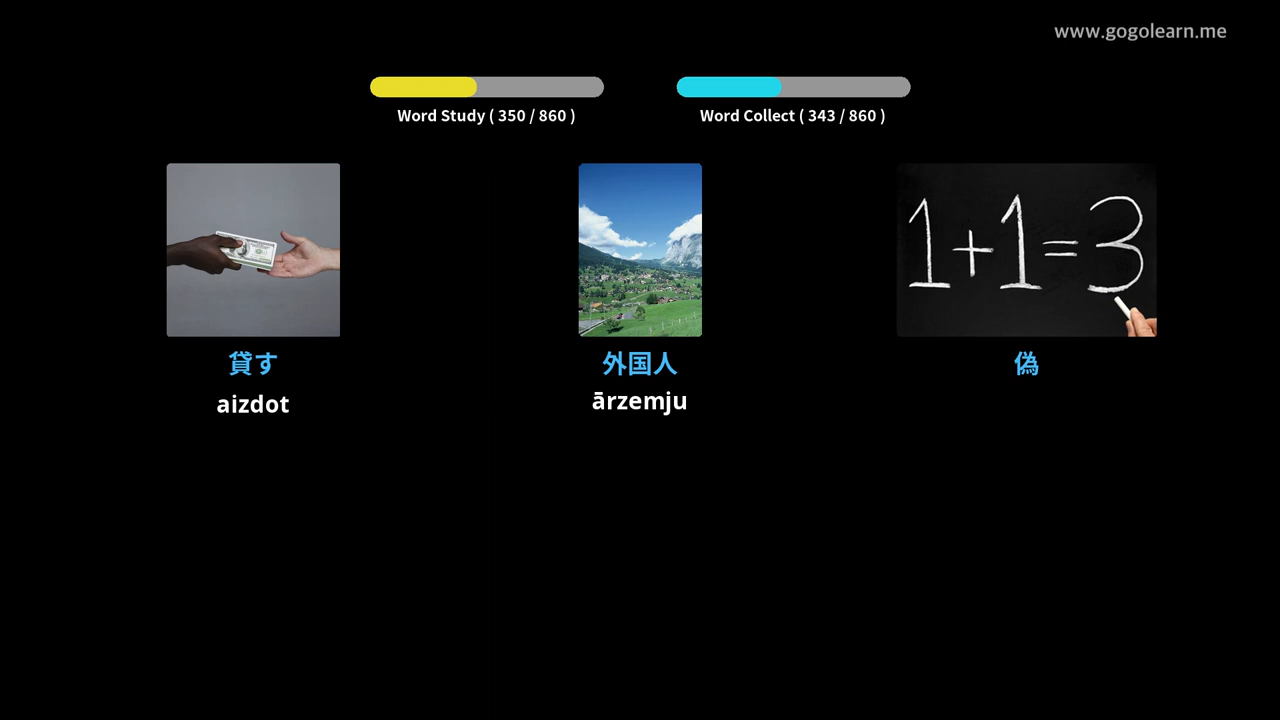 www.gogolearn.me
Word Study ( 350 / 860 )
Word Collect ( 343 / 860 )
1+1=3
貸す
外国人
偽
aizdot
ārzemju